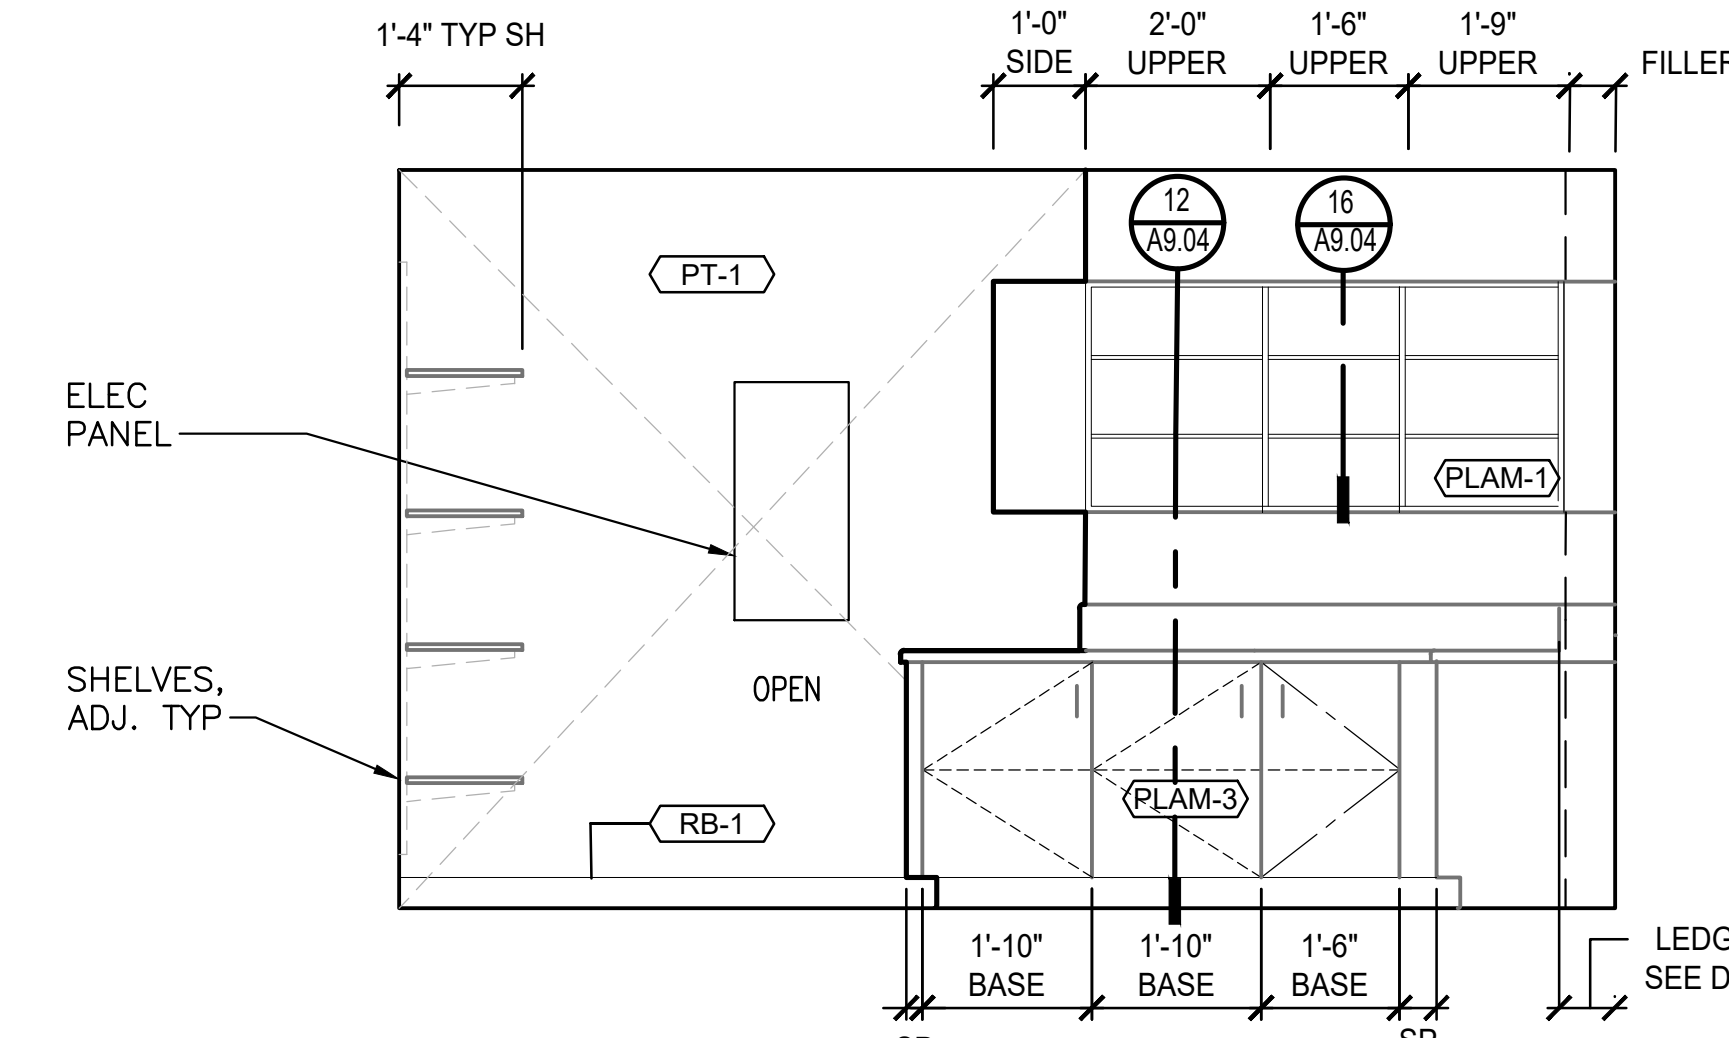 1'-4" TYP SH
1'-0"
SIDE
2'-0"
UPPER
1'-6"
UPPER
1'-9"
UPPER
FILLER
12
A9.04
16
A9.04
PT-1
ELEC
PANEL
PLAM-1
SHELVES,
ADJ. TYP
OPEN
PLAM-3
RB-1
1'-10"
BASE
1'-10"
BASE
1'-6"
BASE
LEDG
SEE D